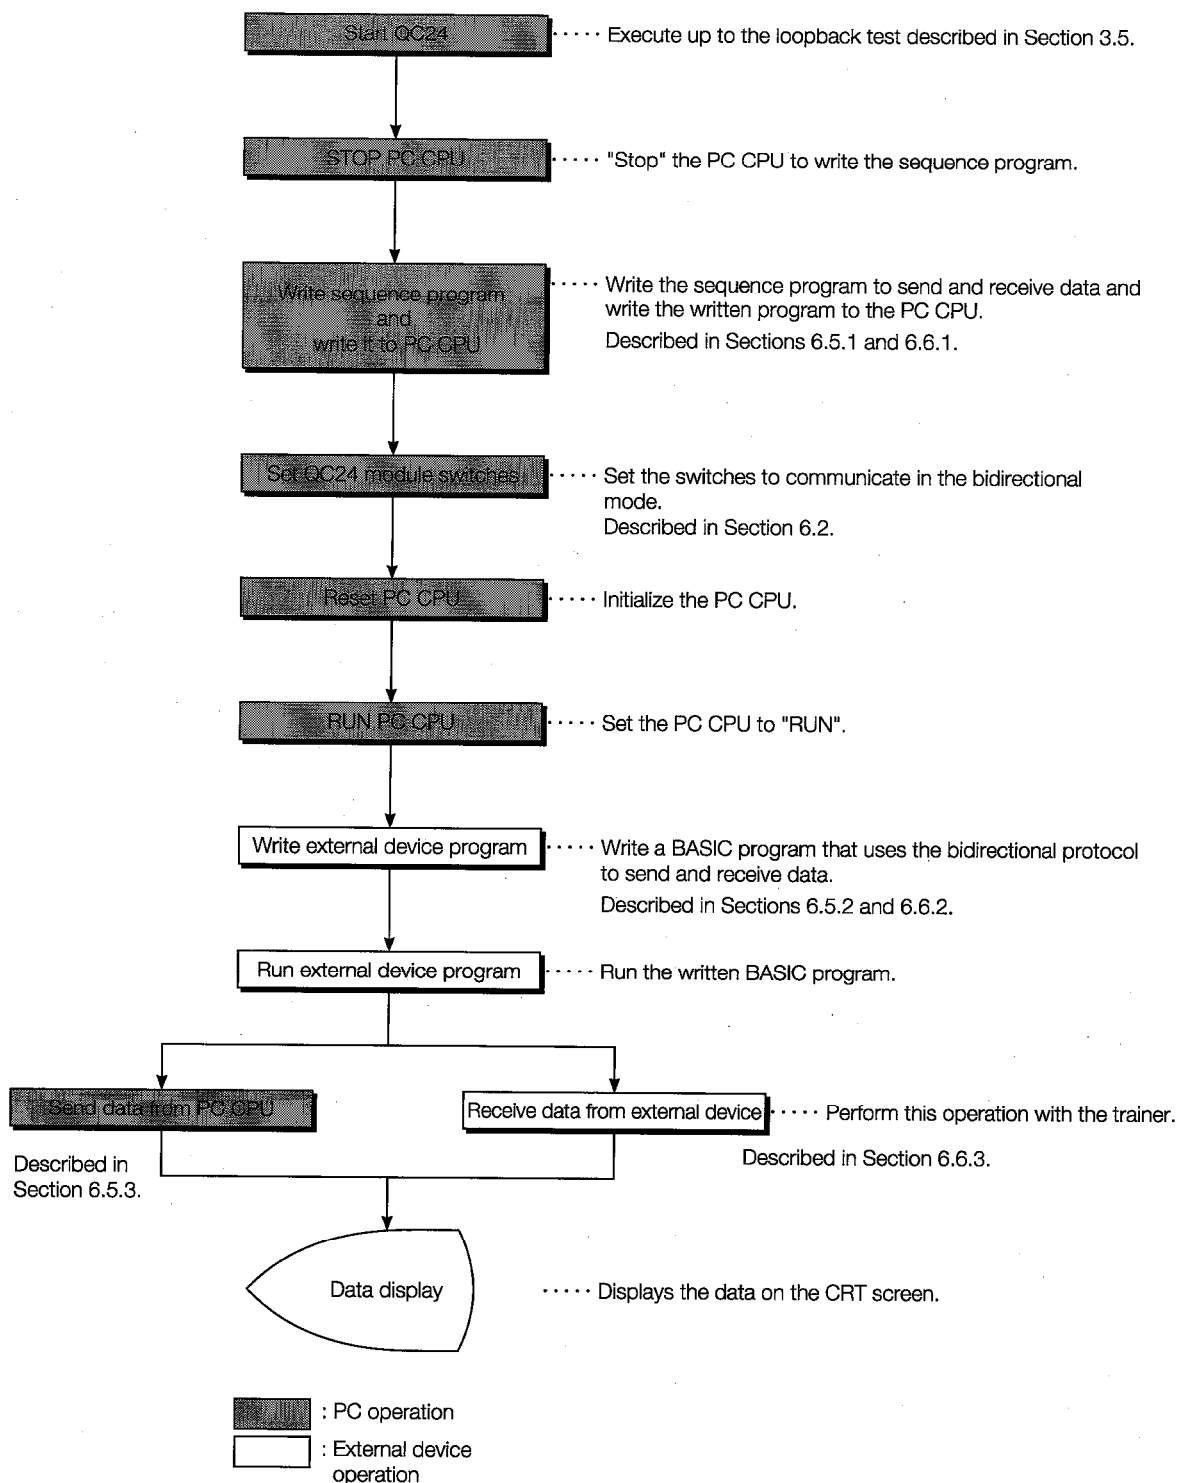 Start QC24
····· Execute up to the loopback test described in Section 3.5.
STOP PC CPU
····· "Stop" the PC CPU to write the sequence program.
Write sequence program
and
write it to PC CPU
····· Write the sequence program to send and receive data and
write the written program to the PC CPU.
Described in Sections 6.5.1 and 6.6.1.
Set QC24 module switches
····· Set the switches to communicate in the bidirectional
mode.
Described in Section 6.2.
Reset PC CPU
····· Initialize the PC CPU.
RUN PC CPU
····· Set the PC CPU to "RUN".
Write external device program
····· Write a BASIC program that uses the bidirectional protocol
to send and receive data.
Described in Sections 6.5.2 and 6.6.2.
Run external device program
····· Run the written BASIC program.
Send data from PC CPU
Receive data from external device
····· Perform this operation with the trainer.
Described in
Section 6.5.3.
Described in Section 6.6.3.
Data display
····· Displays the data on the CRT screen.
: PC operation
: External device
operation